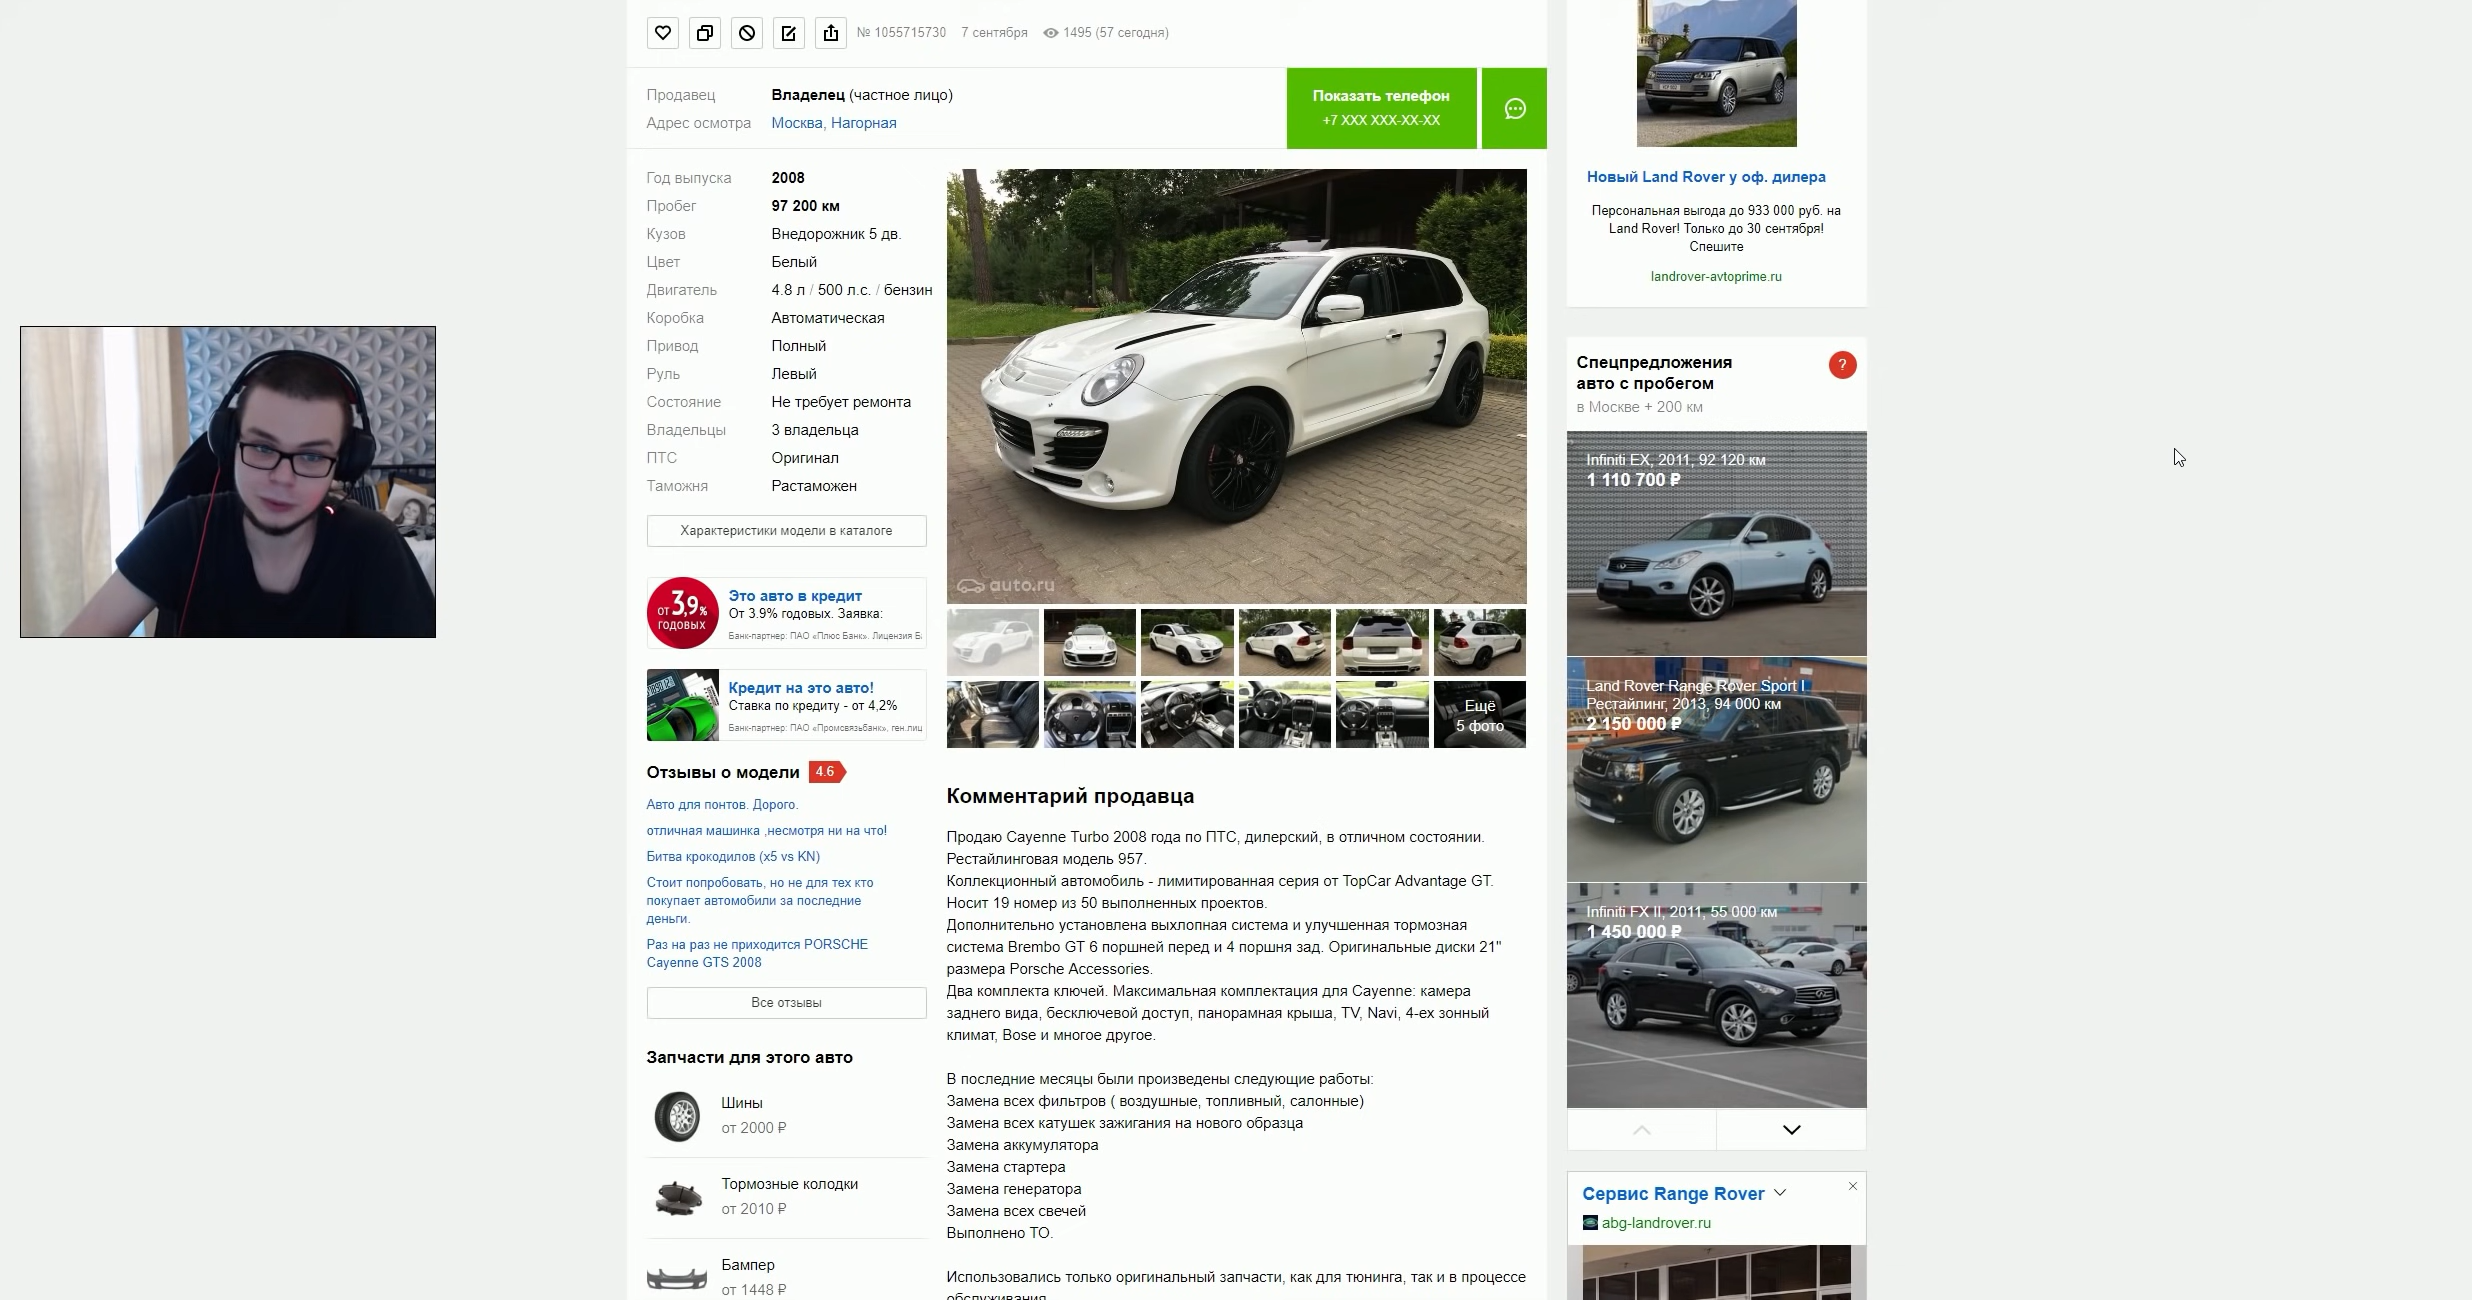 № 1055715730 7 сентября 1495 (57 сегодня)
Продавец Владелец (частное лицо)
Адрес осмотра Москва, Нагорная
Показать телефон
+7 XXX XXX-XX-XX
Год выпуска 2008
Пробег 97 200 км
Кузов Внедорожник 5 дв.
Цвет Белый
Двигатель 4.8 л / 500 л.с. / бензин
Коробка Автоматическая
Привод Полный
Руль Левый
Состояние Не требует ремонта
Владельцы 3 владельца
ПТС Оригинал
Таможня Растаможен
Характеристики модели в каталоге
от 3,9%
годовых
Это авто в кредит
От 3.9% годовых. Заявка:
Банк-партнер: ПАО «Плюс Банк». Лицензия
Кредит на это авто!
Ставка по кредиту - от 4,2%
Банк-партнер: ПАО «Промсвязьбанк», ген.лиц
Отзывы о модели 4.6
Авто для понтов. Дорого.
отличная машинка ,несмотря ни на что!
Битва крокодилов (x5 vs KN)
Стоит попробовать, но не для тех кто
покупает автомобили за последние
деньги.
Раз на раз не приходится PORSCHE
Cayenne GTS 2008
Все отзывы
Запчасти для этого авто
Шины
от 2000 ₽
Тормозные колодки
от 2010 ₽
Бампер
от 1448 ₽
auto.ru
Ещё
5 фото
Комментарий продавца
Продаю Cayenne Turbo 2008 года по ПТС, дилерский, в отличном состоянии.
Рестайлинговая модель 957.
Коллекционный автомобиль - лимитированная серия от TopCar Advantage GT.
Носит 19 номер из 50 выполненных проектов.
Дополнительно установлена выхлопная система и улучшенная тормозная
система Brembo GT 6 поршней перед и 4 поршня зад. Оригинальные диски 21"
размера Porsche Accessories.
Два комплекта ключей. Максимальная комплектация для Cayenne: камера
заднего вида, бесключевой доступ, панорамная крыша, TV, Navi, 4-ех зонный
климат, Bose и многое другое.
В последние месяцы были произведены следующие работы:
Замена всех фильтров ( воздушные, топливный, салонные)
Замена всех катушек зажигания на нового образца
Замена аккумулятора
Замена стартера
Замена генератора
Замена всех свечей
Выполнено ТО.
Использовались только оригинальный запчасти, как для тюнинга, так и в процессе
обслуживания
Новый Land Rover у оф. дилера
Персональная выгода до 933 000 руб. на
Land Rover! Только до 30 сентября!
Спешите
landrover-avtoprime.ru
Спецпредложения
авто с пробегом
?
в Москве + 200 км
Infiniti EX, 2011, 92 120 км
1 110 700 ₽
Land Rover Range Rover Sport I
Рестайлинг, 2013, 94 000 км
2 150 000 ₽
Infiniti FX II, 2011, 55 000 км
1 450 000 ₽
Сервис Range Rover
abg-landrover.ru